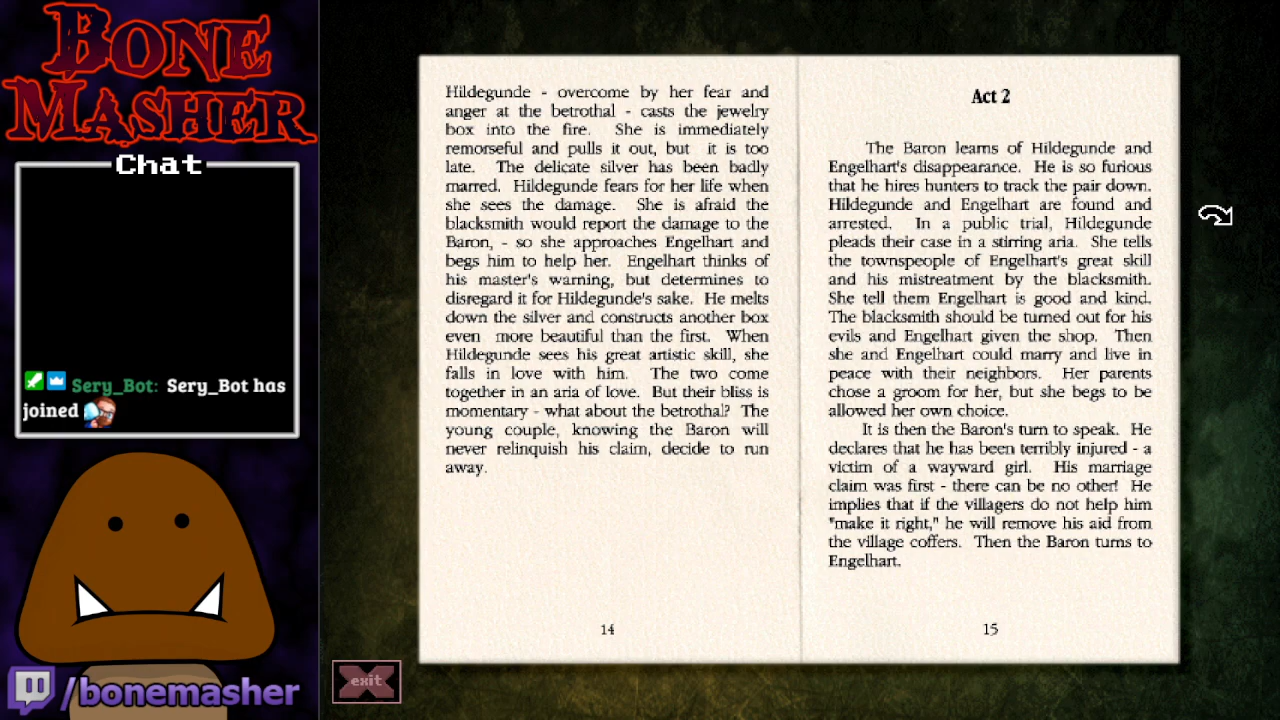 BONE
MASHER
Chat
Sery_Bot: Sery_Bot has
joined
/bonemasher
exit
Hildegunde - overcome by her fear and
anger at the betrothal - casts the jewelry
box into the fire. She is immediately
remorseful and pulls it out, but it is too
late. The delicate silver has been badly
marred. Hildegunde fears for her life when
she sees the damage. She is afraid the
blacksmith would report the damage to the
Baron, - so she approaches Engelhart and
begs him to help her. Engelhart thinks of
his master's warning, but determines to
disregard it for Hildegunde's sake. He melts
down the silver and constructs another box
even more beautiful than the first. When
Hildegunde sees his great artistic skill, she
falls in love with him. The two come
together in an aria of love. But their bliss is
momentary - what about the betrothal? The
young couple, knowing the Baron will
never relinquish his claim, decide to run
away.
14
Act 2
The Baron learns of Hildegunde and
Engelhart's disappearance. He is so furious
that he hires hunters to track the pair down.
Hildegunde and Engelhart are found and
arrested. In a public trial, Hildegunde
pleads their case in a stirring aria. She tells
the townspeople of Engelhart's great skill
and his mistreatment by the blacksmith.
She tell them Engelhart is good and kind.
The blacksmith should be turned out for his
evils and Engelhart given the shop. Then
she and Engelhart could marry and live in
peace with their neighbors. Her parents
chose a groom for her, but she begs to be
allowed her own choice.
It is then the Baron's turn to speak. He
declares that he has been terribly injured - a
victim of a wayward girl. His marriage
claim was first - there can be no other! He
implies that if the villagers do not help him
"make it right," he will remove his aid from
the village coffers. Then the Baron turns to
Engelhart.
15